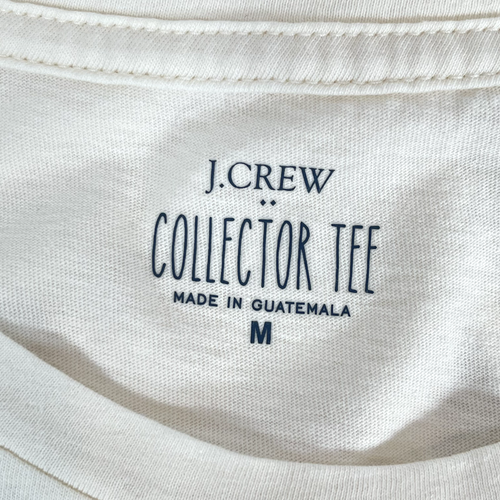 J.CREW
COLLECTOR TEE
MADE IN GUATEMALA
M